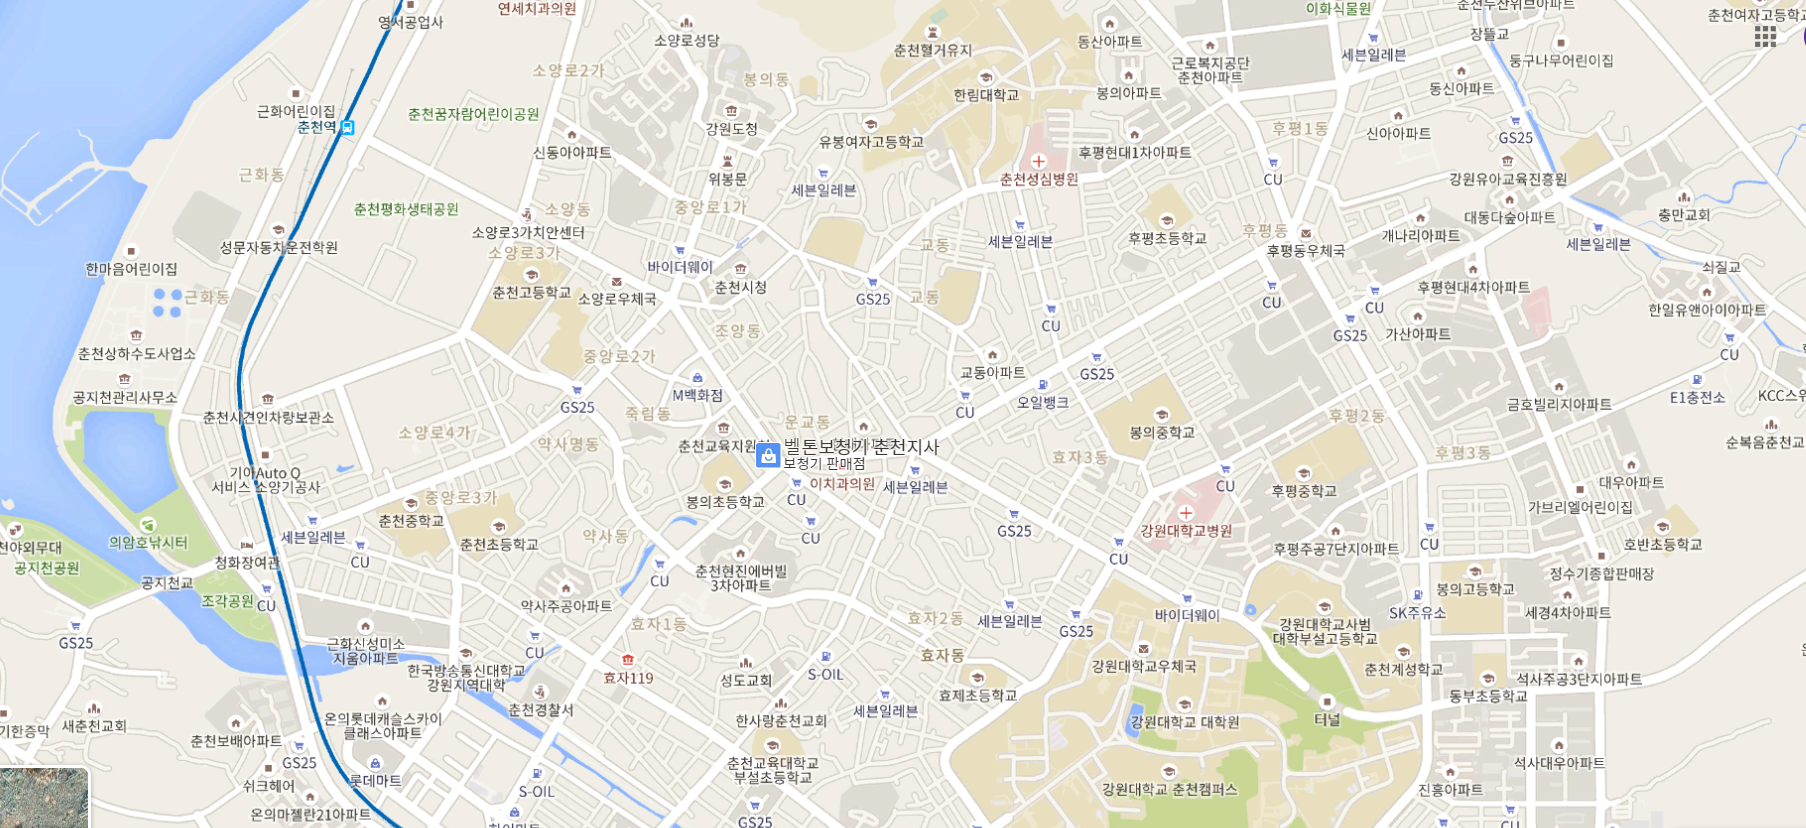 영서공업사
연세치과의원
소양로성당
춘천혈거유지
동산아파트
이화식물원
춘천두산위브아파트
장뜰교
춘천여자고등학교
근로복지공단
춘천아파트
세븐일레븐
둥구나무어린이집
소양로2가
봉의동
한림대학교
봉의아파트
동신아파트
근화어린이집
춘천역
춘천꿈자람어린이공원
강원도청
유봉여자고등학교
후평1동
신아아파트
GS25
신동아아파트
후평현대1차아파트
근화동
위봉문
세븐일레븐
춘천성심병원
CU
강원유아교육진흥원
춘천평화생태공원
소양동
중앙로1가
대동다숲아파트
충만교회
소양로3가치안센터
성문자동차운전학원
소양로3가
교동
세븐일레븐
후평초등학교
후평동
후평동우체국
개나리아파트
세븐일레븐
한마음어린이집
바이더웨이
춘천시청
쇠질교
근화동
춘천고등학교
소양로우체국
GS25
교동
CU
CU
후평현대4차아파트
한일유앤아이아파트
조양동
CU
GS25
가산아파트
춘천상하수도사업소
중앙로2가
CU
공지천관리사무소
M백화점
교동아파트
GS25
오일뱅크
금호빌리지아파트
E1충전소
KCC스위
춘천시견인차량보관소
GS25
죽림동
운교동
CU
후평2동
소양로4가
약사명동
춘천교육지원청
벨톤보청기 춘천지사
보청기 판매점
봉의중학교
효자3동
후평3동
순복음춘천교
기아Auto Q
서비스 소양기공사
이치과의원
세븐일레븐
CU
후평중학교
대우아파트
중앙로3가
봉의초등학교
CU
가브리엘어린이집
춘천중학교
GS25
강원대학교병원
세븐일레븐
춘천초등학교
약사동
CU
CU
호반초등학교
천야외무대
공지천공원
의암호낚시터
CU
청화장여관
CU
후평주공7단지아파트
춘천현진에버빌
3차아파트
정수기종합판매장
공지천교
CU
봉의고등학교
조각공원
CU
약사주공아파트
바이더웨이
SK주유소
세경4차아파트
GS25
효자1동
효자2동
세븐일레븐
GS25
강원대학교사범
대학부설고등학교
근화신성미소
지움아파트
CU
효자동
강원대학교우체국
춘천계성학교
한국방송통신대학교
강원지역대학
효자119
성도교회
S-OIL
효제초등학교
석사주공3단지아파트
동부초등학교
춘천경찰서
세븐일레븐
새춘천교회
온의롯데캐슬스카이
클래스아파트
한사랑춘천교회
강원대학교 대학원
터널
기한증막
춘천보배아파트
GS25
춘천교육대학교
부설초등학교
석사대우아파트
쉬크헤어
롯데마트
S-OIL
강원대학교 춘천캠퍼스
진흥아파트
온의마젤란21아파트
하이마트
GS25
CU
CU